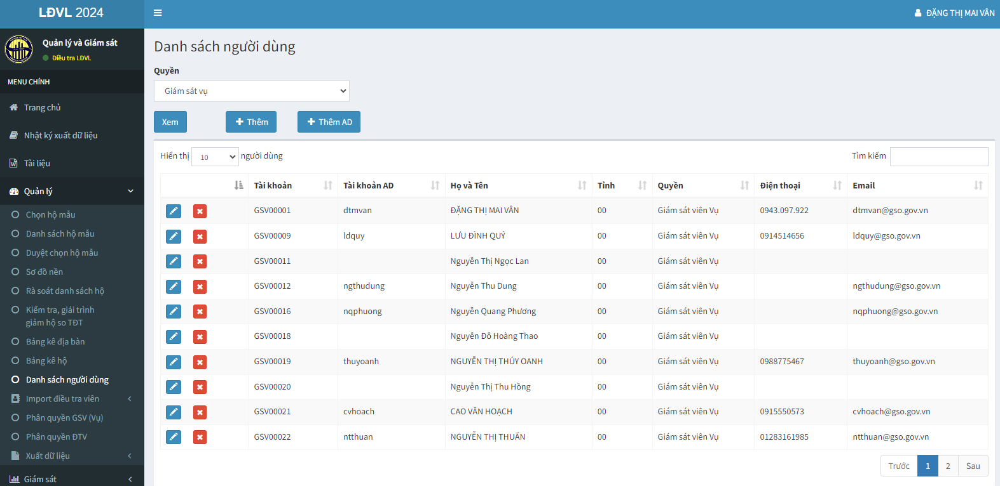 LĐVL 2024
ĐẶNG THỊ MAI VÂN
Quản lý và Giám sát
Điều tra LĐVL
MENU CHÍNH
Trang chủ
Nhật ký xuất dữ liệu
Tài liệu
Quản lý
Chọn hộ mẫu
Danh sách hộ mẫu
Duyệt chọn hộ mẫu
Sơ đồ nền
Rà soát danh sách hộ
Kiểm tra, giải trình
giảm hộ so TĐT
Bảng kê địa bàn
Bảng kê hộ
Danh sách người dùng
Import điều tra viên
Phân quyền GSV (Vụ)
Phân quyền ĐTV
Xuất dữ liệu
Giám sát
Danh sách người dùng
Quyền
Giám sát vụ
Xem Thêm Thêm AD
Hiển thị 10 người dùng Tìm kiếm
Tài khoản Tài khoản AD Họ và Tên Tỉnh Quyền Điện thoại Email
GSV00001 dtmvan ĐẶNG THỊ MAI VÂN 00 Giám sát viên Vụ 0943.097.922 dtmvan@gso.gov.vn
GSV00009 ldquy LƯU ĐÌNH QUÝ 00 Giám sát viên Vụ 0914514656 ldquy@gso.gov.vn
GSV00011 Nguyễn Thị Ngọc Lan 00 Giám sát viên Vụ
GSV00012 ngthudung Nguyễn Thu Dung 00 Giám sát viên Vụ ngthudung@gso.gov.vn
GSV00016 nqphuong Nguyễn Quang Phương 00 Giám sát viên Vụ nqphuong@gso.gov.vn
GSV00018 Nguyễn Đỗ Hoàng Thao 00 Giám sát viên Vụ
GSV00019 thuyoanh NGUYỄN THỊ THÚY OANH 00 Giám sát viên Vụ 0988775467 thuyoanh@gso.gov.vn
GSV00020 Nguyễn Thị Thu Hồng 00 Giám sát viên Vụ
GSV00021 cvhoach CAO VĂN HOẠCH 00 Giám sát viên Vụ 0915550573 cvhoach@gso.gov.vn
GSV00022 ntthuan NGUYỄN THỊ THUẤN 00 Giám sát viên Vụ 01283161985 ntthuan@gso.gov.vn
Trước 1 2 Sau